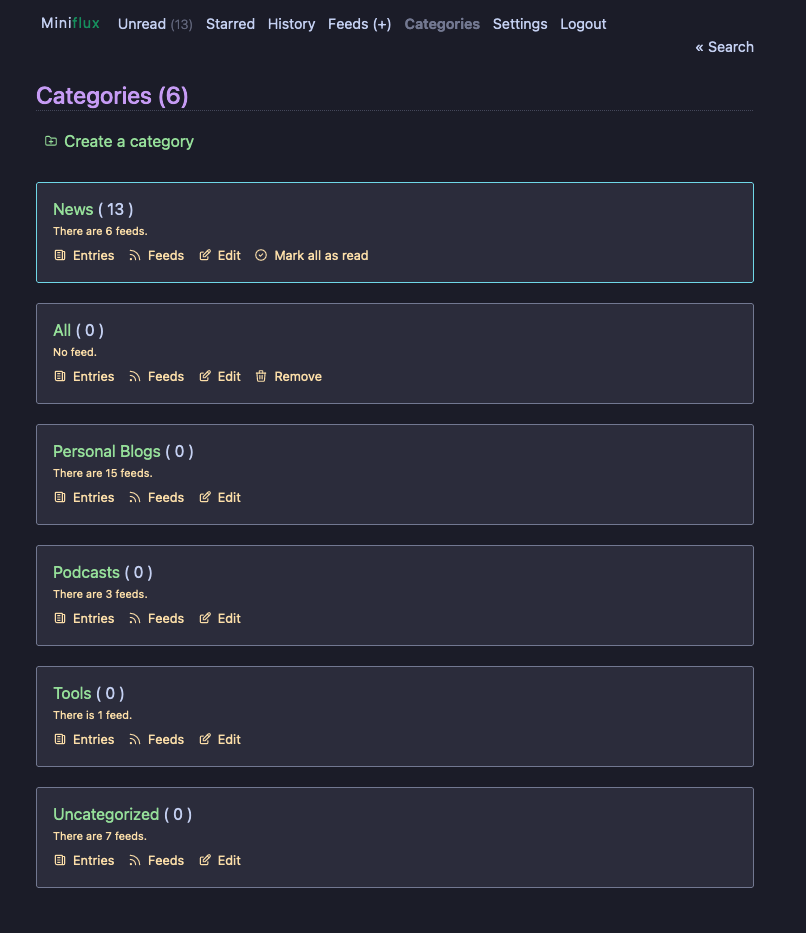 Miniflux Unread (13) Starred History Feeds (+) Categories Settings Logout
« Search
Categories (6)
Create a category
News ( 13 )
There are 6 feeds.
Entries Feeds Edit Mark all as read
All ( 0 )
No feed.
Entries Feeds Edit Remove
Personal Blogs ( 0 )
There are 15 feeds.
Entries Feeds Edit
Podcasts ( 0 )
There are 3 feeds.
Entries Feeds Edit
Tools ( 0 )
There is 1 feed.
Entries Feeds Edit
Uncategorized ( 0 )
There are 7 feeds.
Entries Feeds Edit